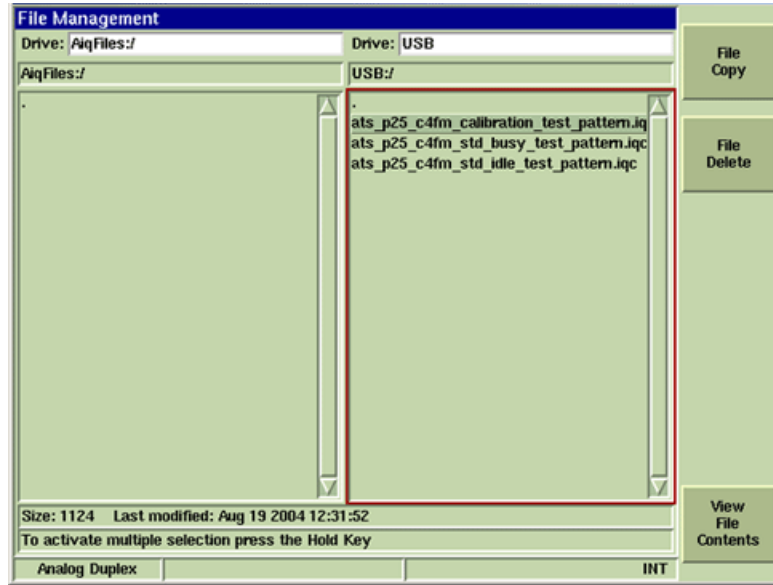 File Management
Drive: AiqFiles:/ Drive: USB
AiqFiles:/ USB:/
. .
ats_p25_c4fm_calibration_test_pattern.iq
ats_p25_c4fm_std_busy_test_pattern.iqc
ats_p25_c4fm_std_idle_test_pattern.iqc
Size: 1124 Last modified: Aug 19 2004 12:31:52
To activate multiple selection press the Hold Key
Analog Duplex INT
File
Copy
File
Delete
View
File
Contents